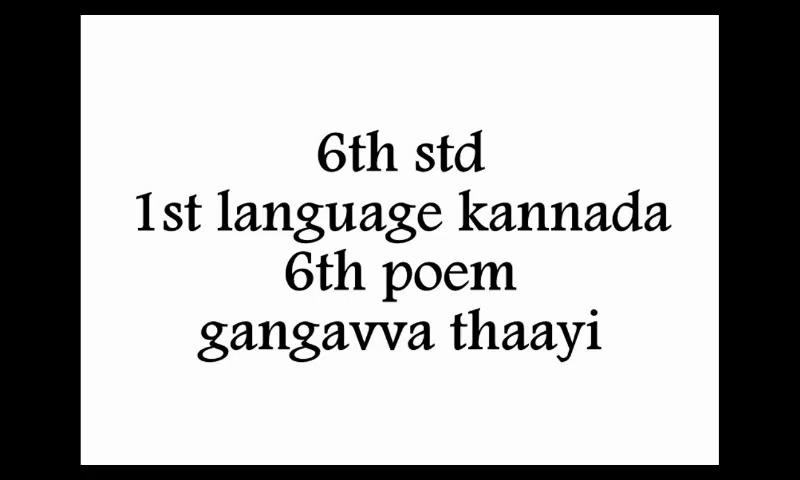 6th std
1st language kannada
6th poem
gangavva thaayi